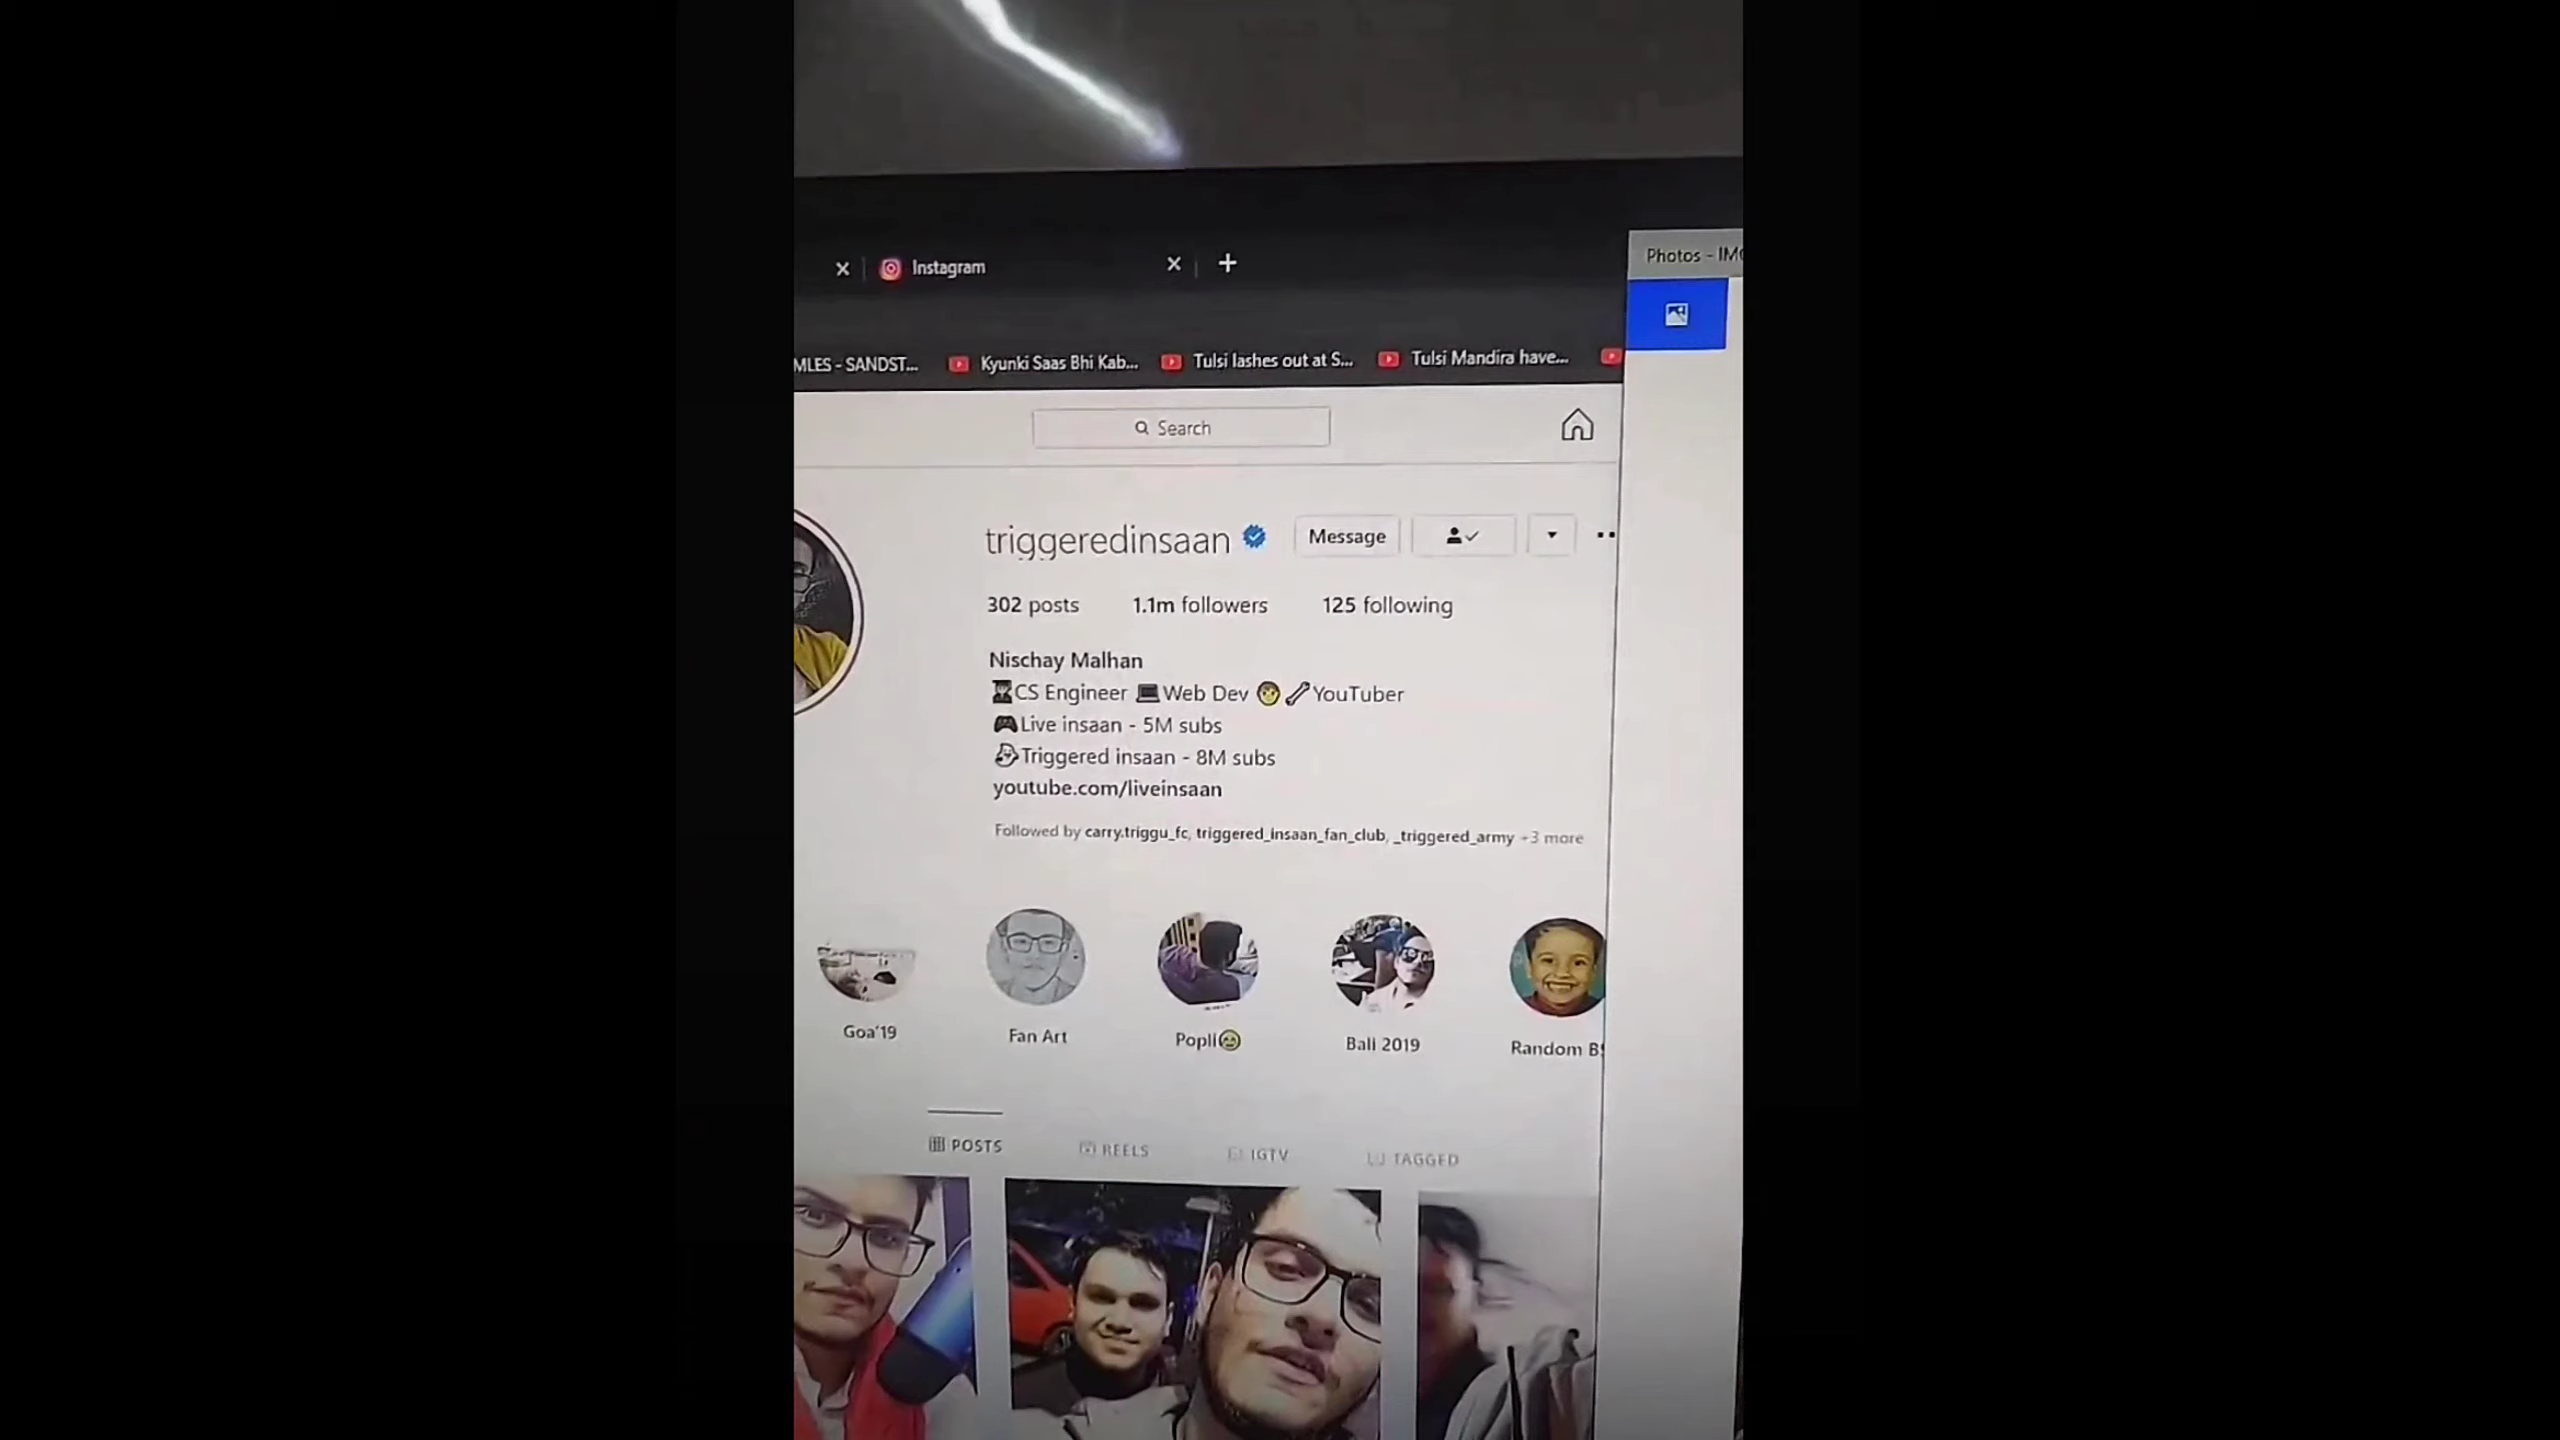 Instagram
Photos - IM
MLES - SANDST... Kyunki Saas Bhi Kab... Tulsi lashes out at S... Tulsi Mandira have...
Search
triggeredinsaan Message
302 posts 1.1m followers 125 following
Nischay Malhan
CS Engineer Web Dev YouTuber
Live insaan - 5M subs
Triggered insaan - 8M subs
youtube.com/liveinsaan
Followed by carry.triggu_fc, triggered_insaan_fan_club, _triggered_army +3 more
Goa'19 Fan Art Popli Bali 2019 Random B
POSTS REELS IGTV TAGGED